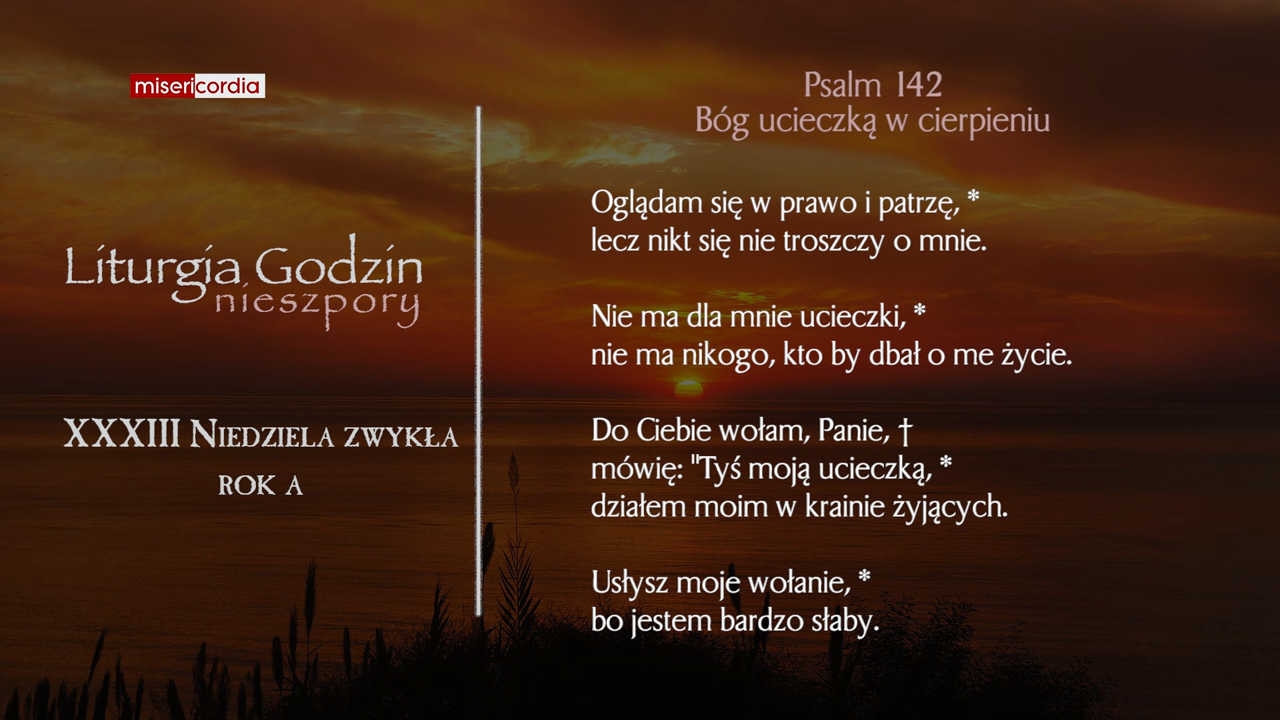 misericordia
Liturgia Godzin
nieszpory
XXXIII Niedziela zwykła
rok A
Psalm 142
Bóg ucieczką w cierpieniu
Oglądam się w prawo i patrzę, *
lecz nikt się nie troszczy o mnie.
Nie ma dla mnie ucieczki, *
nie ma nikogo, kto by dbał o me życie.
Do Ciebie wołam, Panie, †
mówię: "Tyś moją ucieczką, *
działem moim w krainie żyjących.
Usłysz moje wołanie, *
bo jestem bardzo słaby.